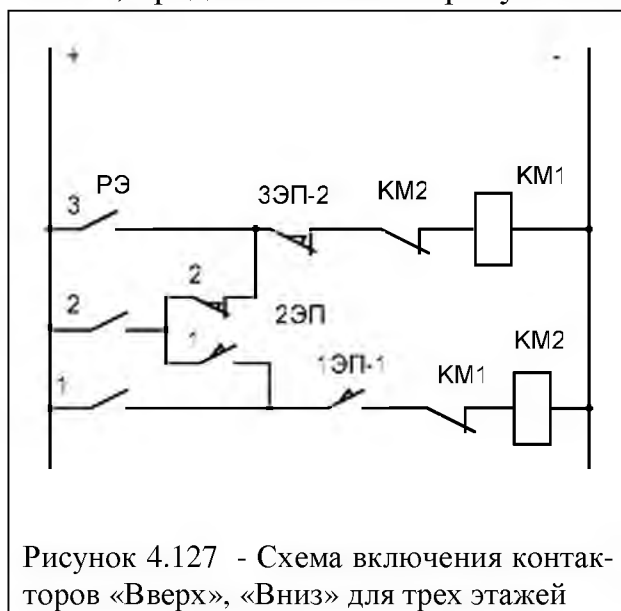 + -
РЭ
3
3ЭП-2
КМ2
КМ1
2
2
2ЭП
1
1ЭП-1
КМ1
КМ2
1
Рисунок 4.127 - Схема включения контак-
торов «Вверх», «Вниз» для трех этажей